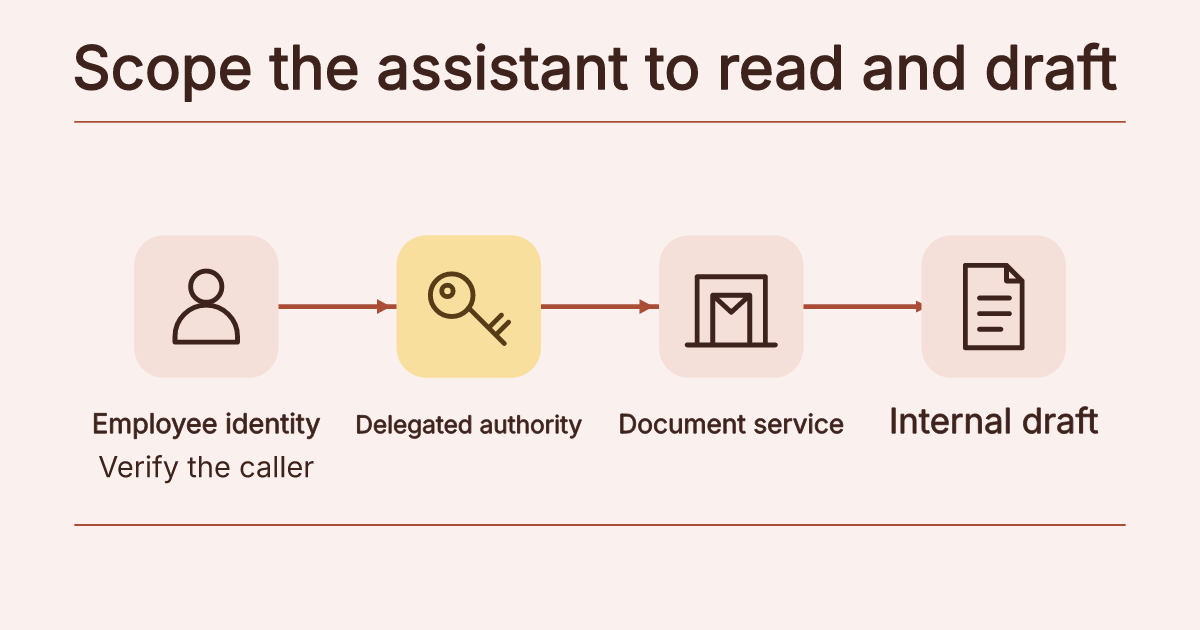 Scope the assistant to read and draft
Employee identity
Verify the caller
Delegated authority
Document service
Internal draft